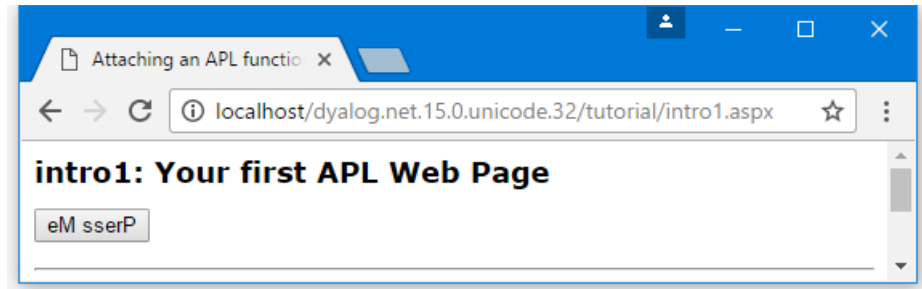 Attaching an APL functio
localhost/dyalog.net.15.0.unicode.32/tutorial/intro1.aspx
intro1: Your first APL Web Page
eM sserP